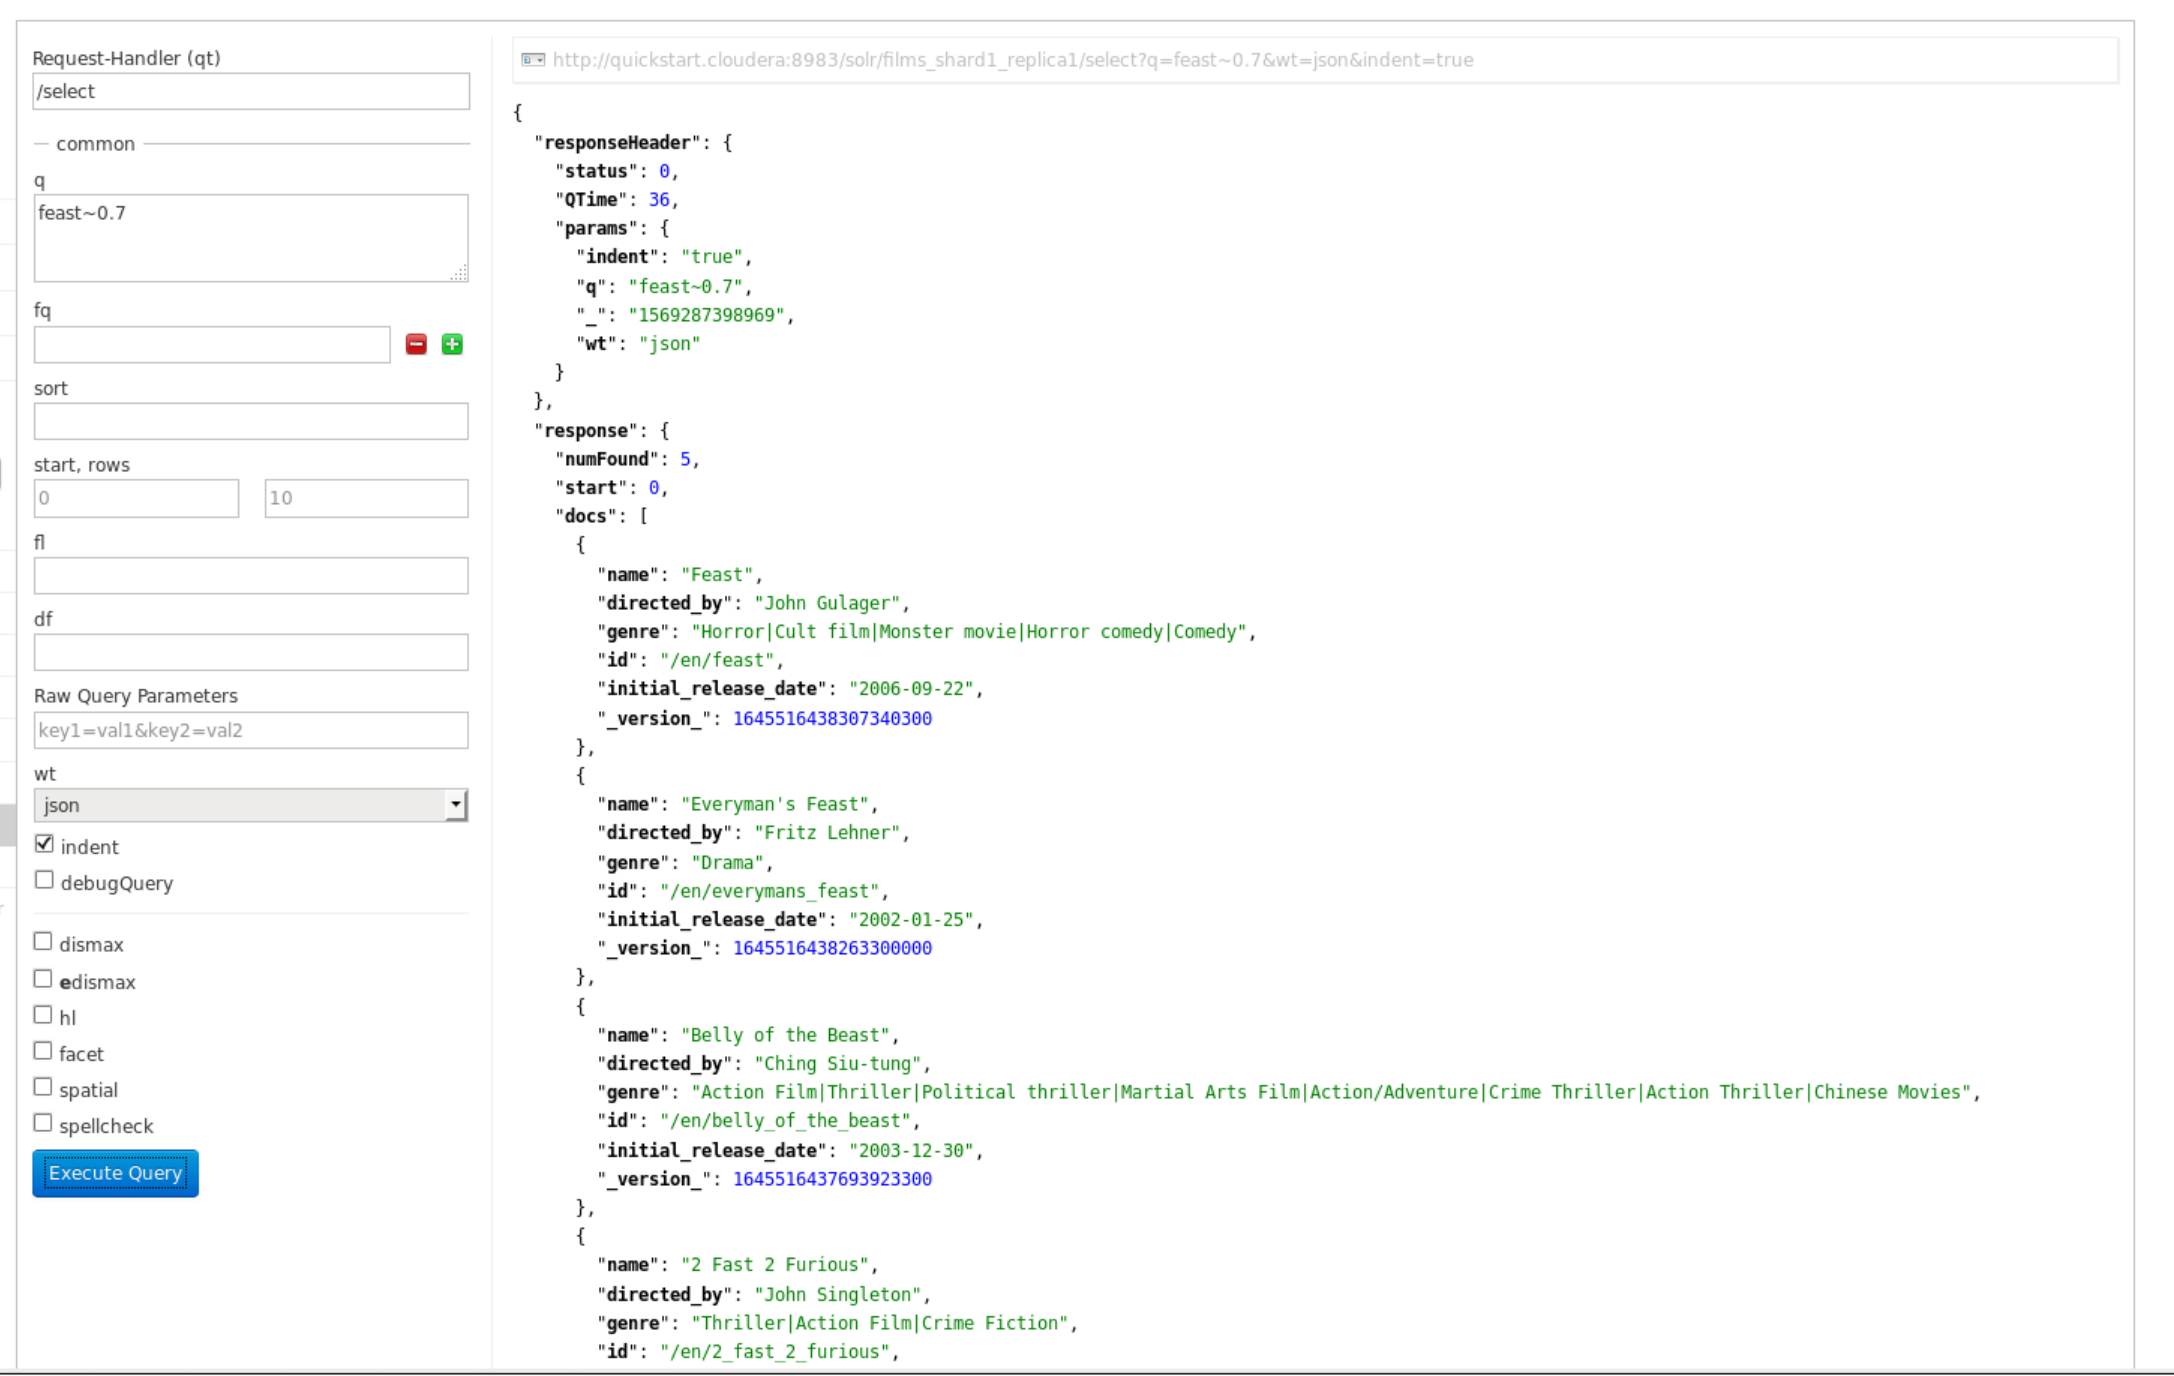 Request-Handler (qt)
/select
common
q
feast~0.7
fq
sort
start, rows
0 10
fl
df
Raw Query Parameters
key1=val1&key2=val2
wt
json
indent
debugQuery
dismax
edismax
hl
facet
spatial
spellcheck
Execute Query
http://quickstart.cloudera:8983/solr/films_shard1_replica1/select?q=feast~0.7&wt=json&indent=true
{
"responseHeader": {
"status": 0,
"QTime": 36,
"params": {
"indent": "true",
"q": "feast~0.7",
"_": "1569287398969",
"wt": "json"
}
},
"response": {
"numFound": 5,
"start": 0,
"docs": [
{
"name": "Feast",
"directed_by": "John Gulager",
"genre": "Horror|Cult film|Monster movie|Horror comedy|Comedy",
"id": "/en/feast",
"initial_release_date": "2006-09-22",
"_version_": 1645516438307340300
},
{
"name": "Everyman's Feast",
"directed_by": "Fritz Lehner",
"genre": "Drama",
"id": "/en/everymans_feast",
"initial_release_date": "2002-01-25",
"_version_": 1645516438263300000
},
{
"name": "Belly of the Beast",
"directed_by": "Ching Siu-tung",
"genre": "Action Film|Thriller|Political thriller|Martial Arts Film|Action/Adventure|Crime Thriller|Action Thriller|Chinese Movies",
"id": "/en/belly_of_the_beast",
"initial_release_date": "2003-12-30",
"_version_": 1645516437693923300
},
{
"name": "2 Fast 2 Furious",
"directed_by": "John Singleton",
"genre": "Thriller|Action Film|Crime Fiction",
"id": "/en/2_fast_2_furious",